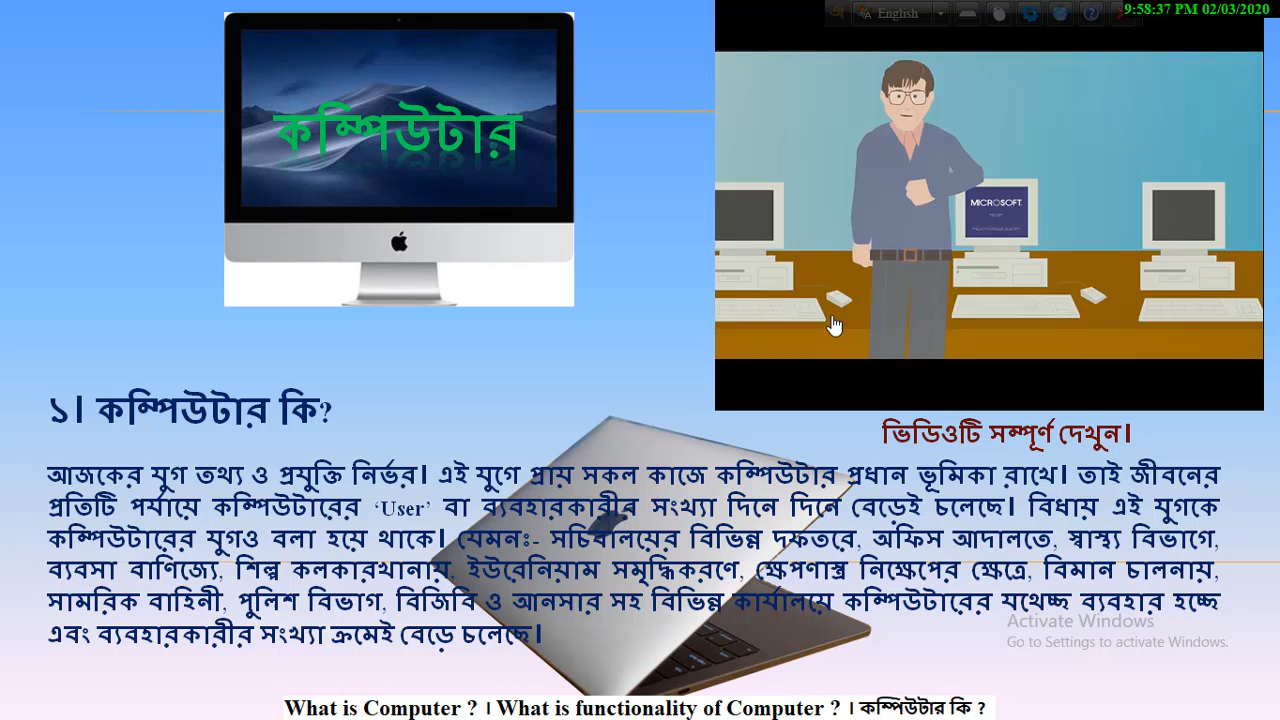 English
9:58:37 PM 02/03/2020
কম্পিউটার
MICROSOFT
১। কম্পিউটার কি?
ভিডিওটি সম্পূর্ণ দেখুন।
আজকের যুগ তথ্য ও প্রযুক্তি নির্ভর। এই যুগে প্রায় সকল কাজে কম্পিউটার প্রধান ভূমিকা রাখে। তাই জীবনের
প্রতিটি পর্যায়ে কম্পিউটারের ‘User’ বা ব্যবহারকারীর সংখ্যা দিনে দিনে বেড়েই চলেছে। বিধায় এই যুগকে
কম্পিউটারের যুগও বলা হয়ে থাকে। যেমনঃ- সচিবালয়ের বিভিন্ন দফতরে, অফিস আদালতে, স্বাস্থ্য বিভাগে,
ব্যবসা বাণিজ্যে, শিল্প কলকারখানায়, ইউরেনিয়াম সমৃদ্ধিকরণে, ক্ষেপণাস্ত্র নিক্ষেপের ক্ষেত্রে, বিমান চালনায়,
সামরিক বাহিনী, পুলিশ বিভাগ, বিজিবি ও আনসার সহ বিভিন্ন কার্যালয়ে কম্পিউটারের যথেচ্ছ ব্যবহার হচ্ছে
এবং ব্যবহারকারীর সংখ্যা ক্রমেই বেড়ে চলেছে।
Activate Windows
Go to Settings to activate Windows.
What is Computer ? । What is functionality of Computer ? । কম্পিউটার কি ?